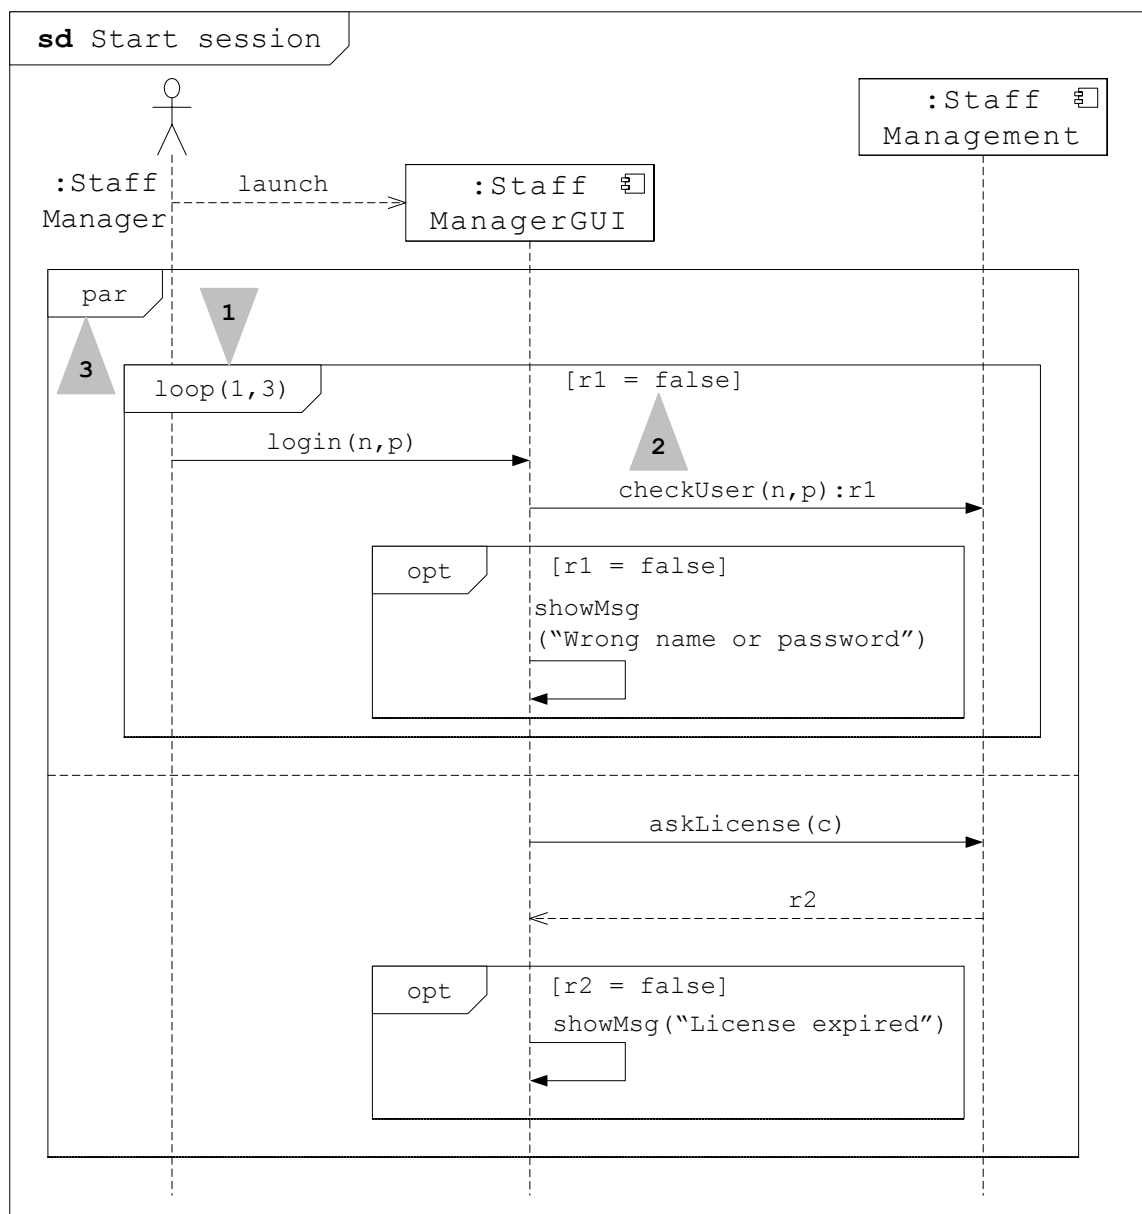 sd Start session
:Staff
Management
:Staff
Manager
launch
:Staff
ManagerGUI
par
1
3
loop(1,3)
[r1 = false]
login(n,p)
2
checkUser(n,p):r1
opt
[r1 = false]
showMsg
(“Wrong name or password”)
askLicense(c)
r2
opt
[r2 = false]
showMsg(“License expired”)